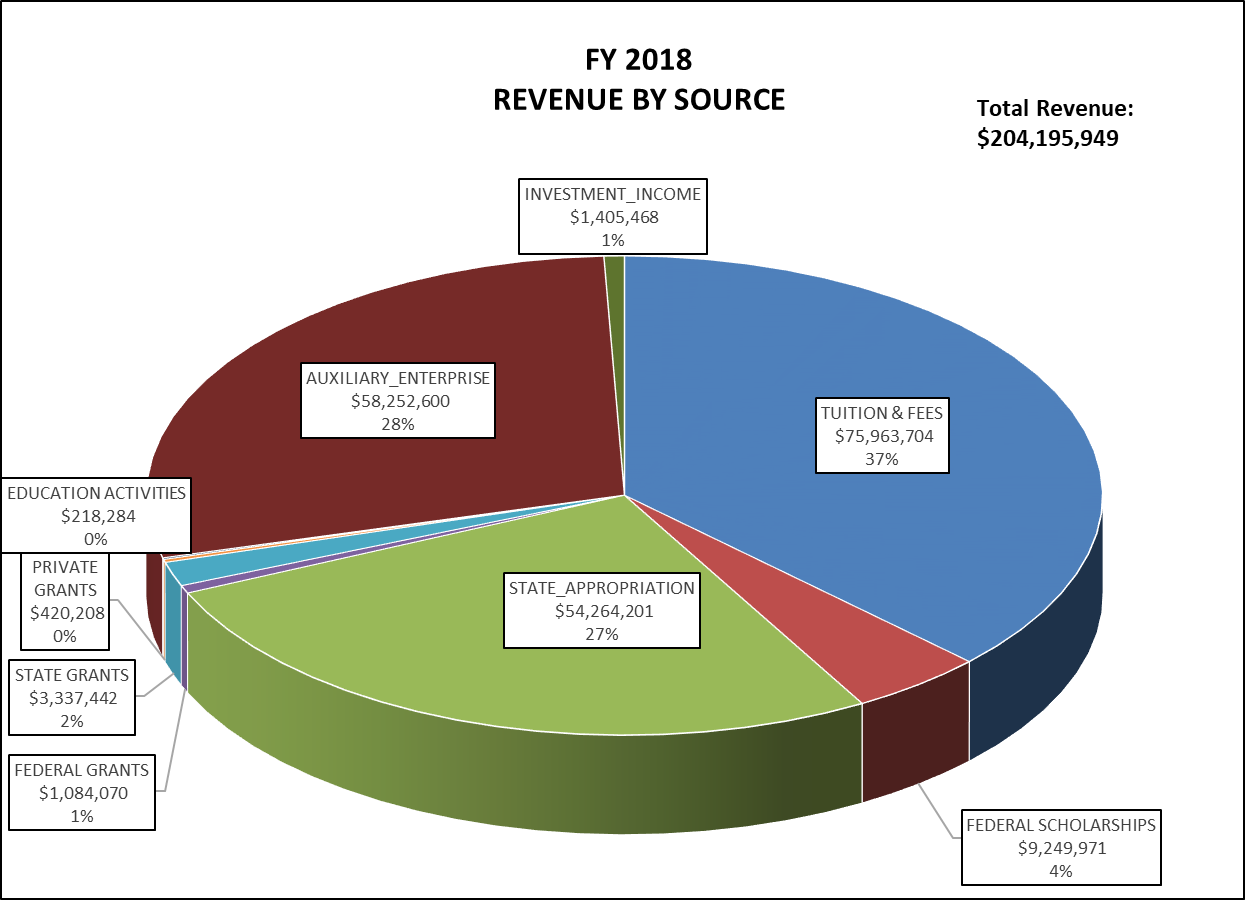 FY 2018
REVENUE BY SOURCE
Total Revenue:
$204,195,949
INVESTMENT_INCOME
$1,405,468
1%
AUXILIARY_ENTERPRISE
$58,252,600
28%
TUITION & FEES
$75,963,704
37%
EDUCATION ACTIVITIES
$218,284
0%
PRIVATE
GRANTS
$420,208
0%
STATE_APPROPRIATION
$54,264,201
27%
STATE GRANTS
$3,337,442
2%
FEDERAL GRANTS
$1,084,070
1%
FEDERAL SCHOLARSHIPS
$9,249,971
4%